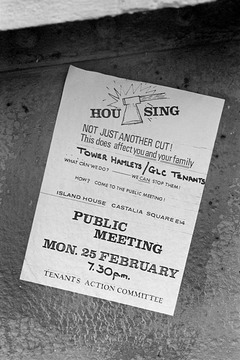 HOUSING
NOT JUST ANOTHER CUT!
This does affect you and your family
TOWER HAMLETS/GLC TENANTS
WHAT CAN WE DO? — WE CAN STOP THEM!
HOW? COME TO THE PUBLIC MEETING!
ISLAND HOUSE CASTALIA SQUARE E14
PUBLIC
MEETING
MON. 25 FEBRUARY
7.30pm.
TENANTS ACTION COMMITTEE